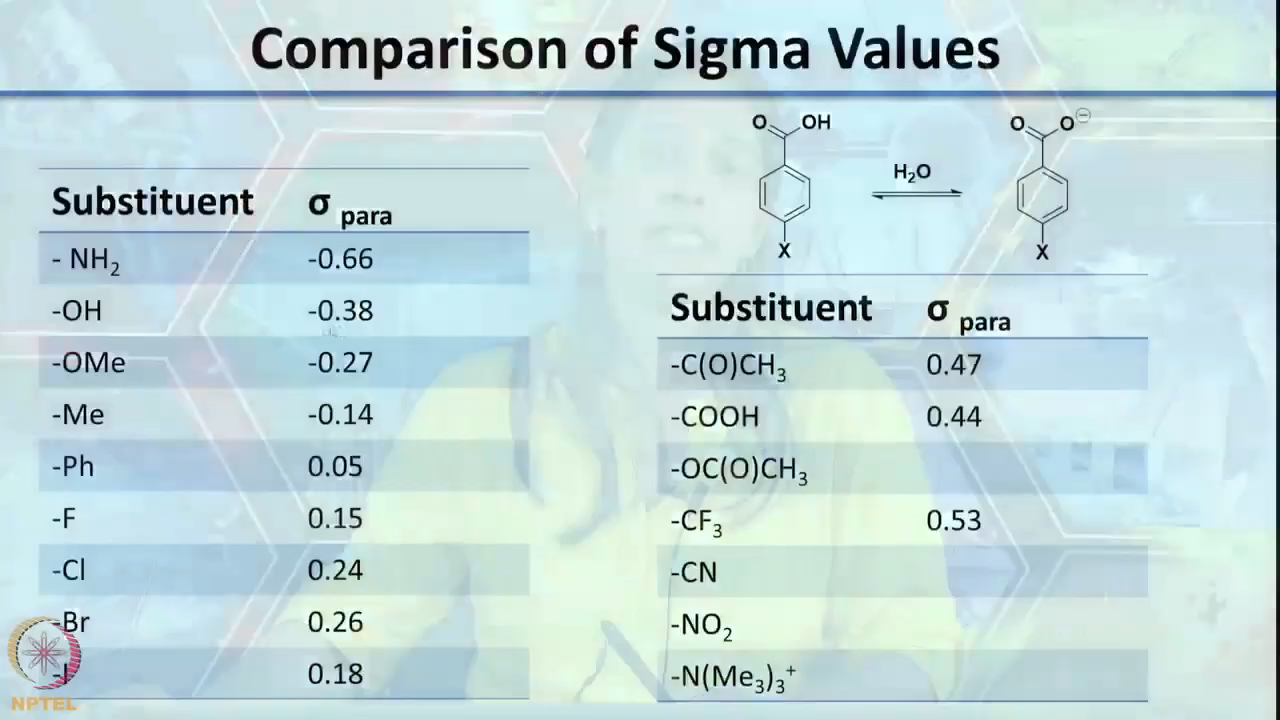 Comparison of Sigma Values
O OH
O O⊖
H₂O
X X
Substituent σ para
- NH₂ -0.66
-OH -0.38
-OMe -0.27
-Me -0.14
-Ph 0.05
-F 0.15
-Cl 0.24
-Br 0.26
-I 0.18
Substituent σ para
-C(O)CH₃ 0.47
-COOH 0.44
-OC(O)CH₃
-CF₃ 0.53
-CN
-NO₂
-N(Me₃)₃⁺
NPTEL